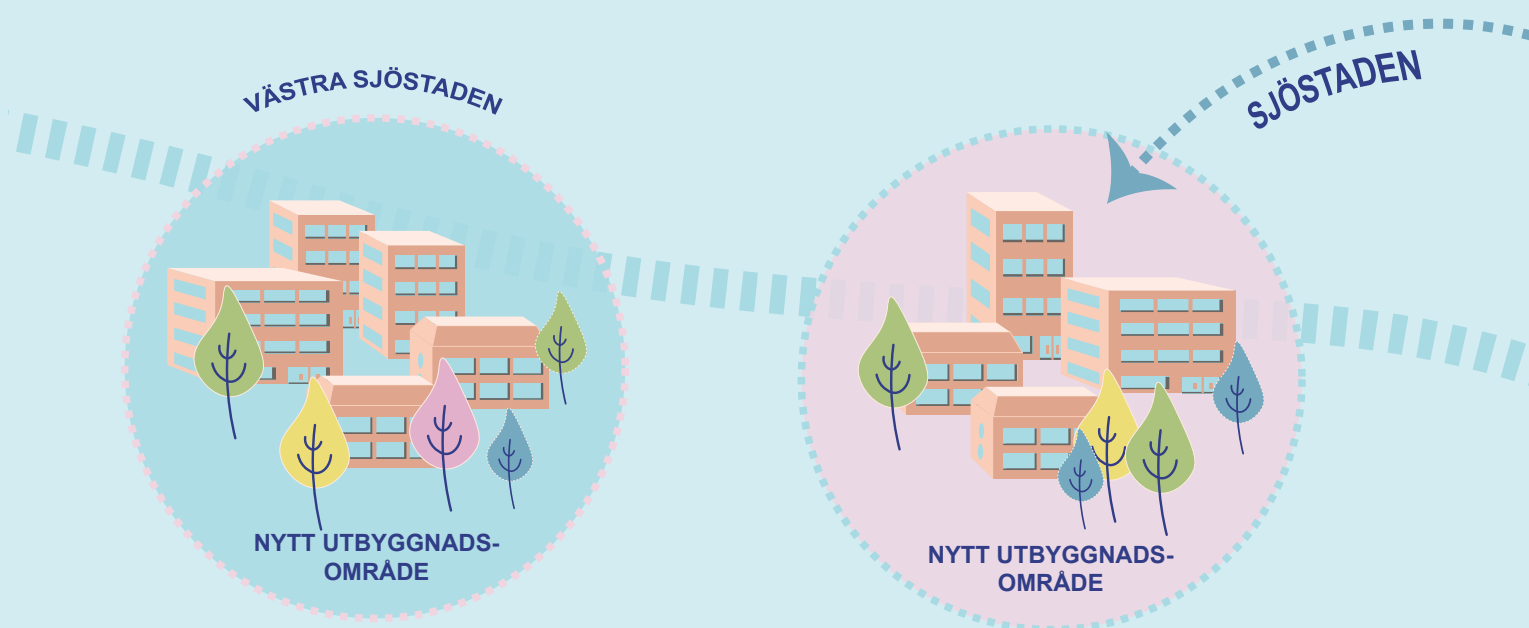 VÄSTRA SJÖSTADEN
NYTT UTBYGGNADS-
OMRÅDE
SJÖSTADEN
NYTT UTBYGGNADS-
OMRÅDE